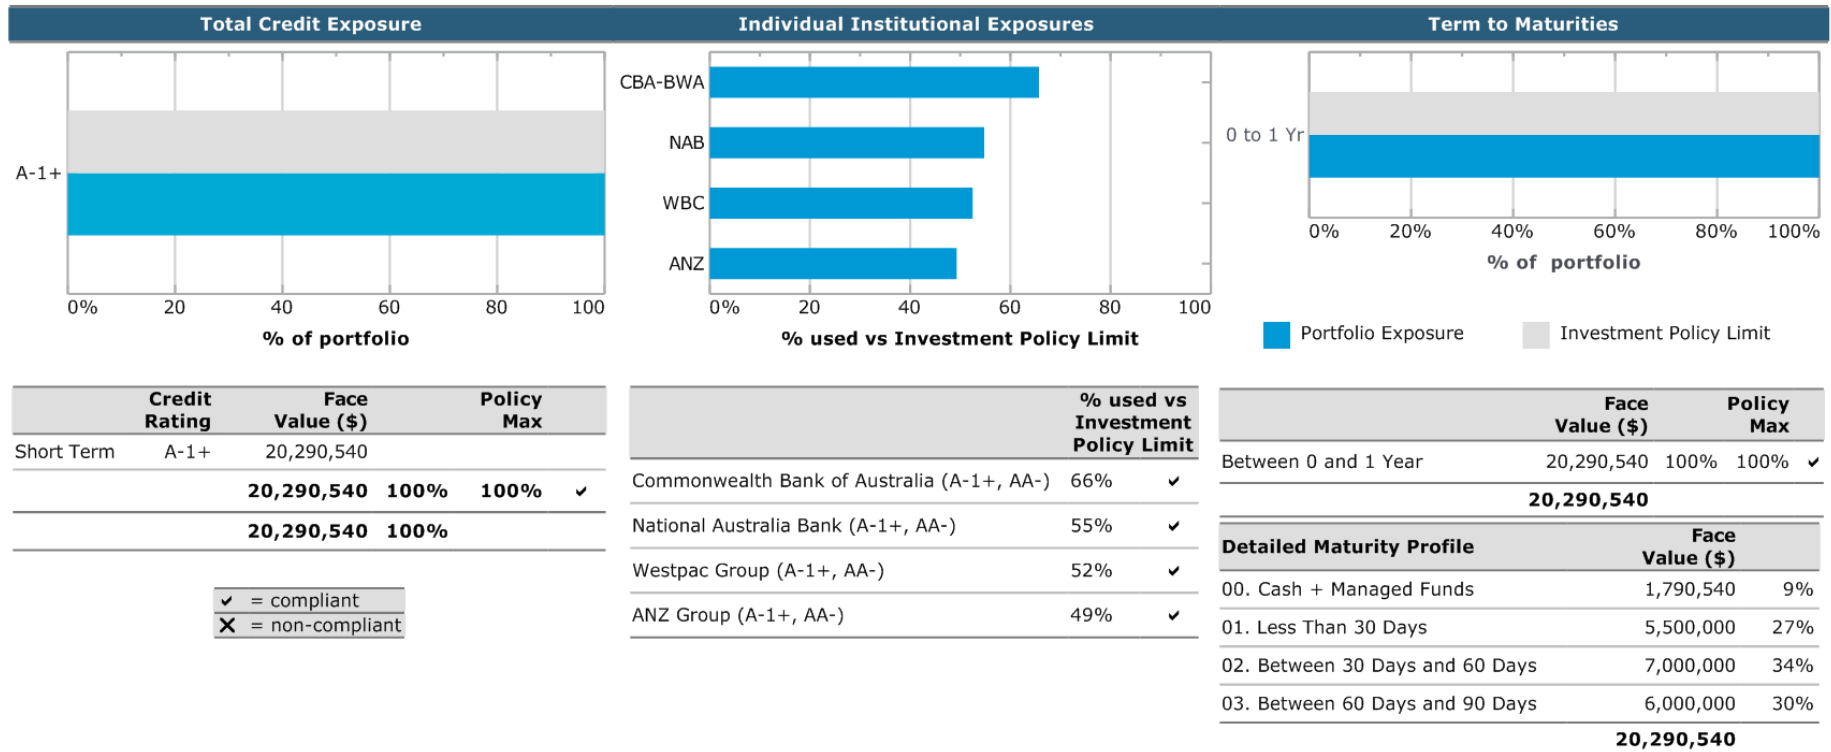 Total Credit Exposure
A-1+
0% 20 40 60 80 100
% of portfolio
Credit Rating Face Value ($) Policy Max
Short Term A-1+ 20,290,540
20,290,540 100% 100% ✔
20,290,540 100%
✔ = compliant
✘ = non-compliant
Individual Institutional Exposures
CBA-BWA
NAB
WBC
ANZ
0% 20 40 60 80 100
% used vs Investment Policy Limit
% used vs
Investment
Policy Limit
Commonwealth Bank of Australia (A-1+, AA-) 66% ✔
National Australia Bank (A-1+, AA-) 55% ✔
Westpac Group (A-1+, AA-) 52% ✔
ANZ Group (A-1+, AA-) 49% ✔
Term to Maturities
0 to 1 Yr
0% 20% 40% 60% 80% 100%
% of portfolio
Portfolio Exposure Investment Policy Limit
Face Value ($) Policy Max
Between 0 and 1 Year 20,290,540 100% 100% ✔
20,290,540
Detailed Maturity Profile Face Value ($)
00. Cash + Managed Funds 1,790,540 9%
01. Less Than 30 Days 5,500,000 27%
02. Between 30 Days and 60 Days 7,000,000 34%
03. Between 60 Days and 90 Days 6,000,000 30%
20,290,540